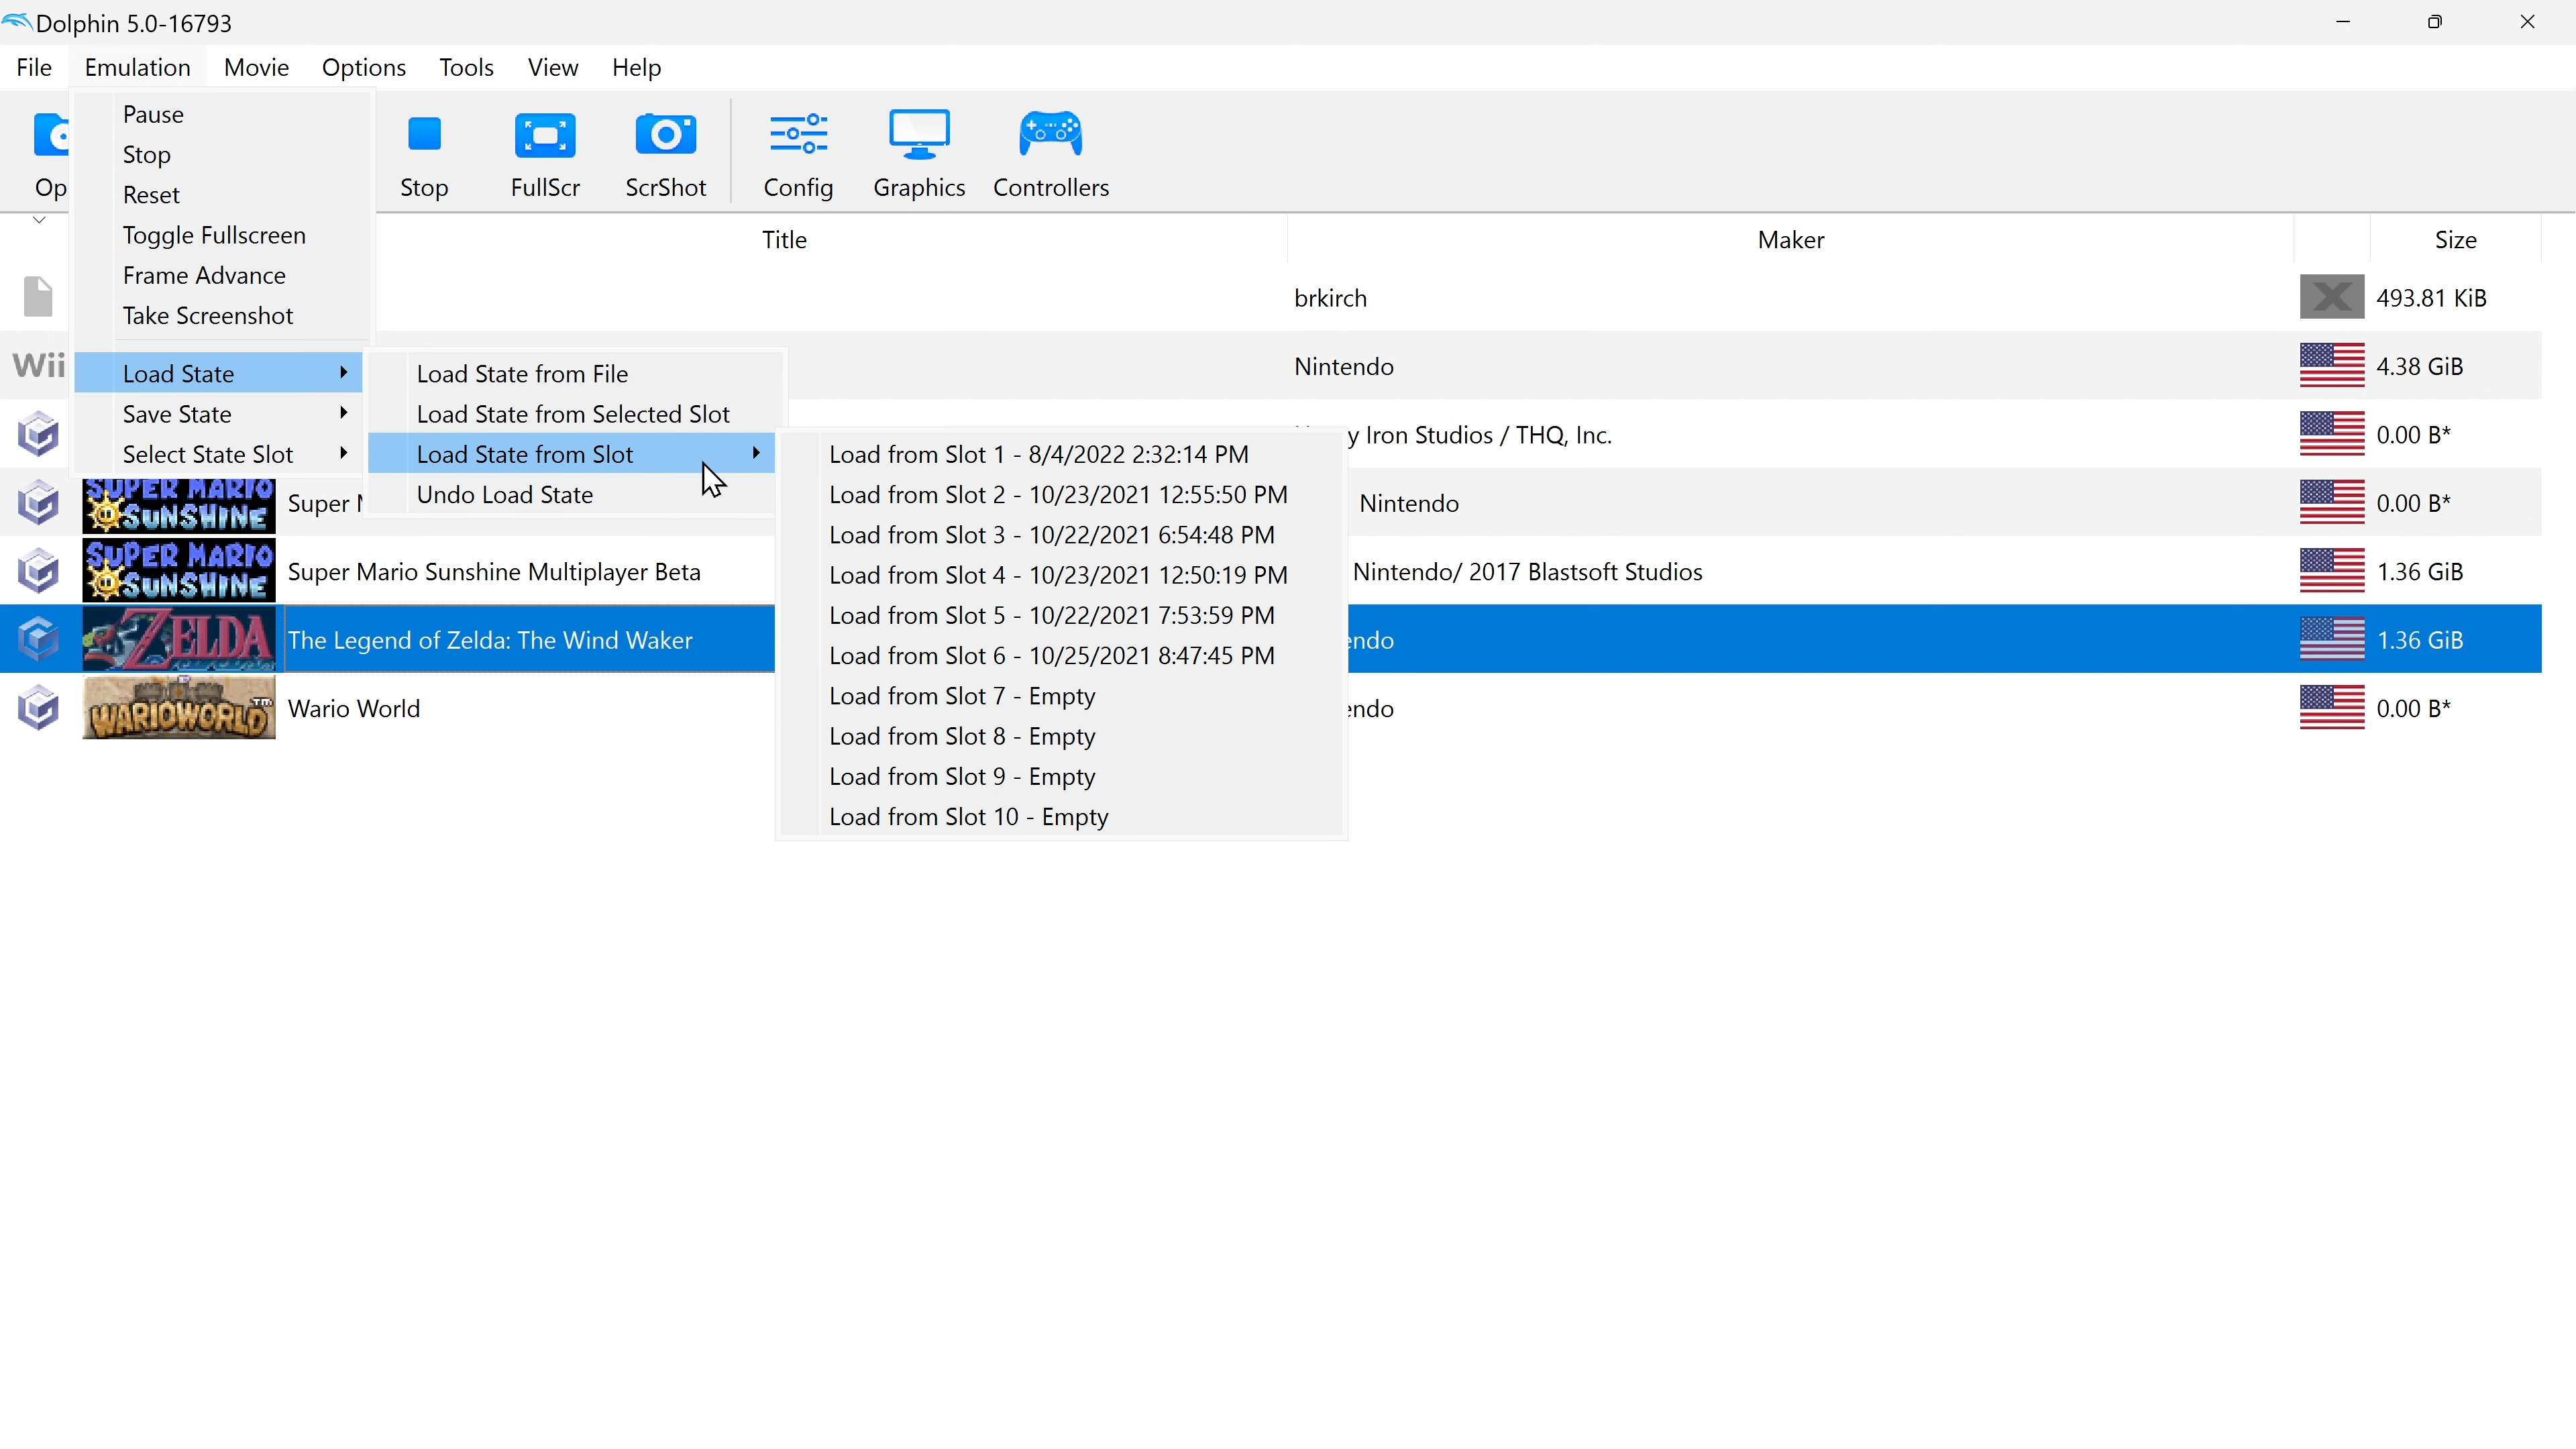 Dolphin 5.0-16793
File Emulation Movie Options Tools View Help
Pause
Stop
Reset
Toggle Fullscreen
Frame Advance
Take Screenshot
Load State
Save State
Select State Slot
Op
Stop
FullScr
ScrShot
Config
Graphics
Controllers
Title Maker Size
brkirch 493.81 KiB
Wii Nintendo 4.38 GiB
Load State from File
Load State from Selected Slot
Load State from Slot
Undo Load State
Load from Slot 1 - 8/4/2022 2:32:14 PM
Load from Slot 2 - 10/23/2021 12:55:50 PM
Load from Slot 3 - 10/22/2021 6:54:48 PM
Load from Slot 4 - 10/23/2021 12:50:19 PM
Load from Slot 5 - 10/22/2021 7:53:59 PM
Load from Slot 6 - 10/25/2021 8:47:45 PM
Load from Slot 7 - Empty
Load from Slot 8 - Empty
Load from Slot 9 - Empty
Load from Slot 10 - Empty
y Iron Studios / THQ, Inc. 0.00 B*
SUPER MARIO SUNSHINE Super Nintendo 0.00 B*
SUPER MARIO SUNSHINE Super Mario Sunshine Multiplayer Beta Nintendo/ 2017 Blastsoft Studios 1.36 GiB
ZELDA The Legend of Zelda: The Wind Waker endo 1.36 GiB
WARIOWORLD™ Wario World endo 0.00 B*